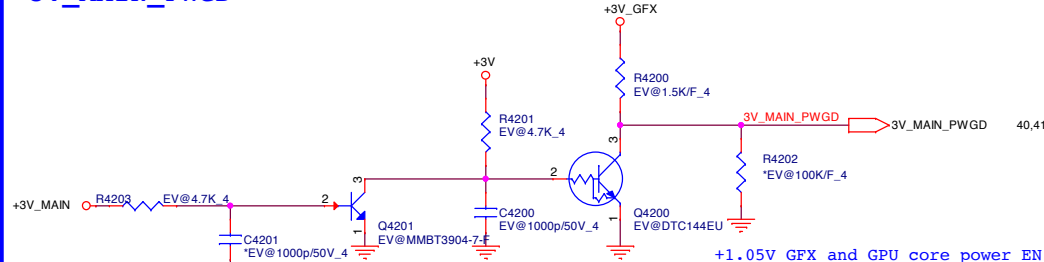 +3V_GFX
+3V
R4200
EV@1.5K/F_4
R4201
EV@4.7K_4
3V_MAIN_PWGD
3V_MAIN_PWGD 40,41
3
R4202
*EV@100K/F_4
+3V_MAIN R4203 EV@4.7K_4
2
3
2
1
Q4201
EV@MMBT3904-7-F
C4200
EV@1000p/50V_4
1
Q4200
EV@DTC144EU
C4201
*EV@1000p/50V_4
+1.05V GFX and GPU core power EN